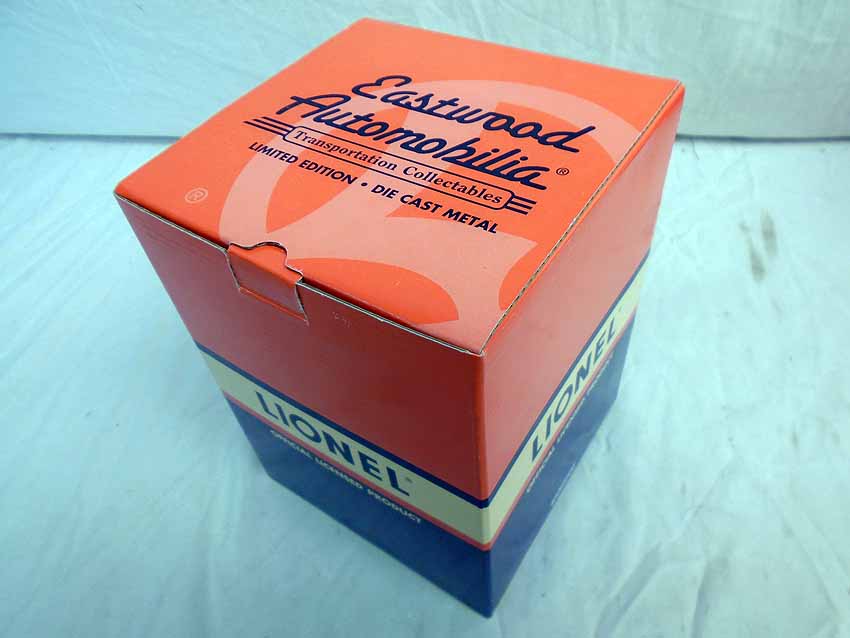 Eastwood
Automobilia®
Transportation Collectables
LIMITED EDITION • DIE CAST METAL
®
LIONEL®
OFFICIAL LICENSED PRODUCT
LIONEL